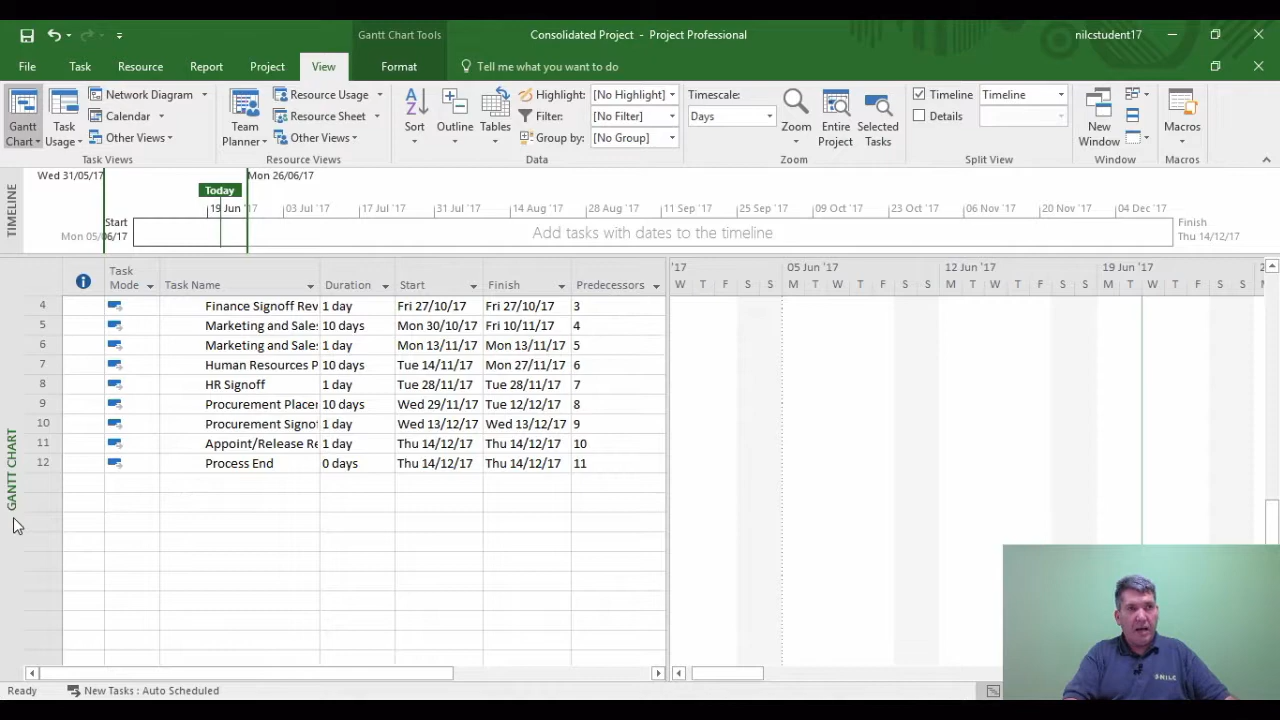 Gantt Chart Tools
Consolidated Project - Project Professional
nilcstudent17
File Task Resource Report Project View Format Tell me what you want to do
Gantt Chart
Task Usage
Network Diagram
Calendar
Other Views
Task Views
Team Planner
Resource Usage
Resource Sheet
Other Views
Resource Views
Sort
Outline
Tables
Highlight: [No Highlight]
Filter: [No Filter]
Group by: [No Group]
Data
Timescale:
Days
Zoom
Entire Project
Selected Tasks
Zoom
Timeline Timeline
Details
Split View
New Window
Window
Macros
Macros
TIMELINE
Wed 31/05/17 Mon 26/06/17
Today
19 Jun '17 03 Jul '17 17 Jul '17 31 Jul '17 14 Aug '17 28 Aug '17 11 Sep '17 25 Sep '17 09 Oct '17 23 Oct '17 06 Nov '17 20 Nov '17 04 Dec '17
Start
Mon 05/06/17
Add tasks with dates to the timeline
Finish
Thu 14/12/17
GANTT CHART
Task Mode Task Name Duration Start Finish Predecessors
4 Finance Signoff Rev 1 day Fri 27/10/17 Fri 27/10/17 3
5 Marketing and Sale 10 days Mon 30/10/17 Fri 10/11/17 4
6 Marketing and Sale 1 day Mon 13/11/17 Mon 13/11/17 5
7 Human Resources P 10 days Tue 14/11/17 Mon 27/11/17 6
8 HR Signoff 1 day Tue 28/11/17 Tue 28/11/17 7
9 Procurement Placer 10 days Wed 29/11/17 Tue 12/12/17 8
10 Procurement Signo 1 day Wed 13/12/17 Wed 13/12/17 9
11 Appoint/Release Re 1 day Thu 14/12/17 Thu 14/12/17 10
12 Process End 0 days Thu 14/12/17 Thu 14/12/17 11
'17 05 Jun '17 12 Jun '17 19 Jun '17
W T F S S M T W T F S S M T W T F S S M T W T F S S
NILC
Ready New Tasks : Auto Scheduled